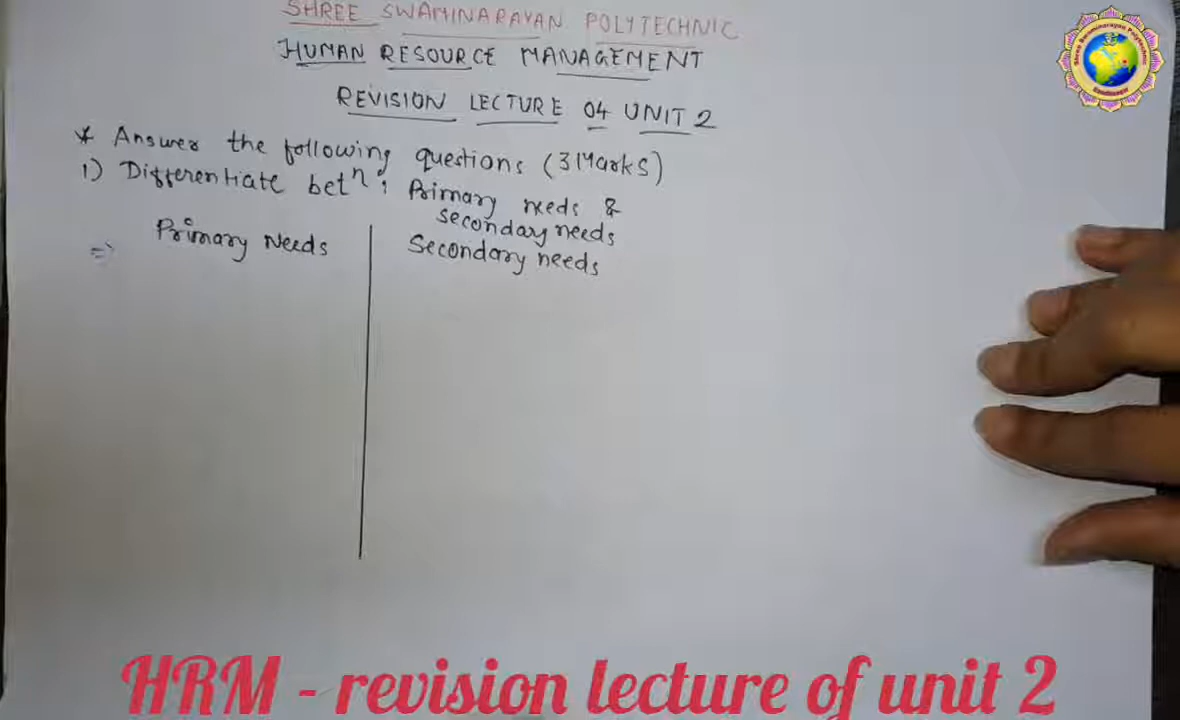 SHREE SWAMINARAYAN POLYTECHNIC
HUMAN RESOURCE MANAGEMENT
REVISION LECTURE 04 UNIT 2
* Answer the following questions (3 Marks)
1) Differentiate betⁿ : Primary needs &
secondary needs
Primary Needs
Secondary needs
⇒
HRM - revision lecture of unit 2